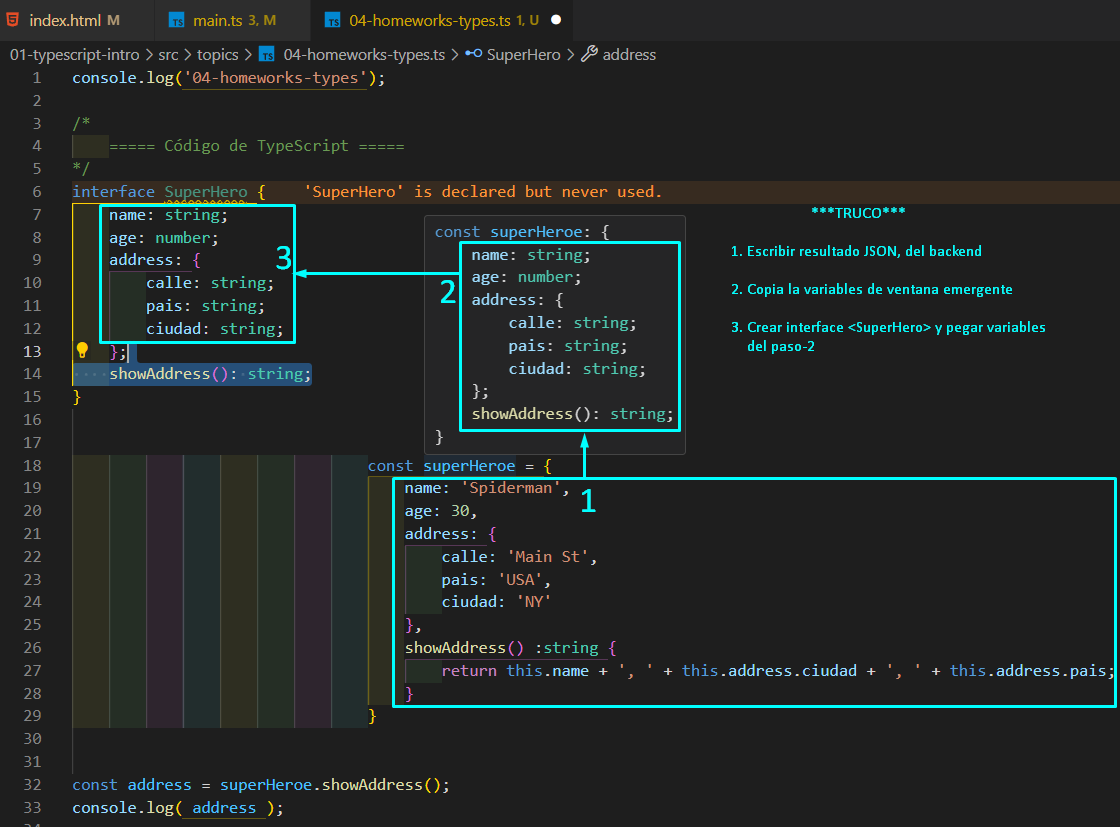 index.html M
main.ts 3, M
04-homeworks-types.ts 1, U
01-typescript-intro > src > topics > 04-homeworks-types.ts > SuperHero > address
1 console.log('04-homeworks-types');
2
3 /*
4 ===== Código de TypeScript =====
5 */
6 interface SuperHero { 'SuperHero' is declared but never used.
7 name: string;
8 age: number;
9 address: {
10 calle: string;
11 pais: string;
12 ciudad: string;
13 };
14 showAddress(): string;
15 }
16
17
3
2
const superHeroe: {
name: string;
age: number;
address: {
calle: string;
pais: string;
ciudad: string;
};
showAddress(): string;
}
***TRUCO***
1. Escribir resultado JSON, del backend
2. Copia la variables de ventana emergente
3. Crear interface <SuperHero> y pegar variables
del paso-2
18 const superHeroe = {
19 name: 'Spiderman',
1
20 age: 30,
21 address: {
22 calle: 'Main St',
23 pais: 'USA',
24 ciudad: 'NY'
25 },
26 showAddress() :string {
27 return this.name + ', ' + this.address.ciudad + ', ' + this.address.pais;
28 }
29 }
30
31
32 const address = superHeroe.showAddress();
33 console.log( address );